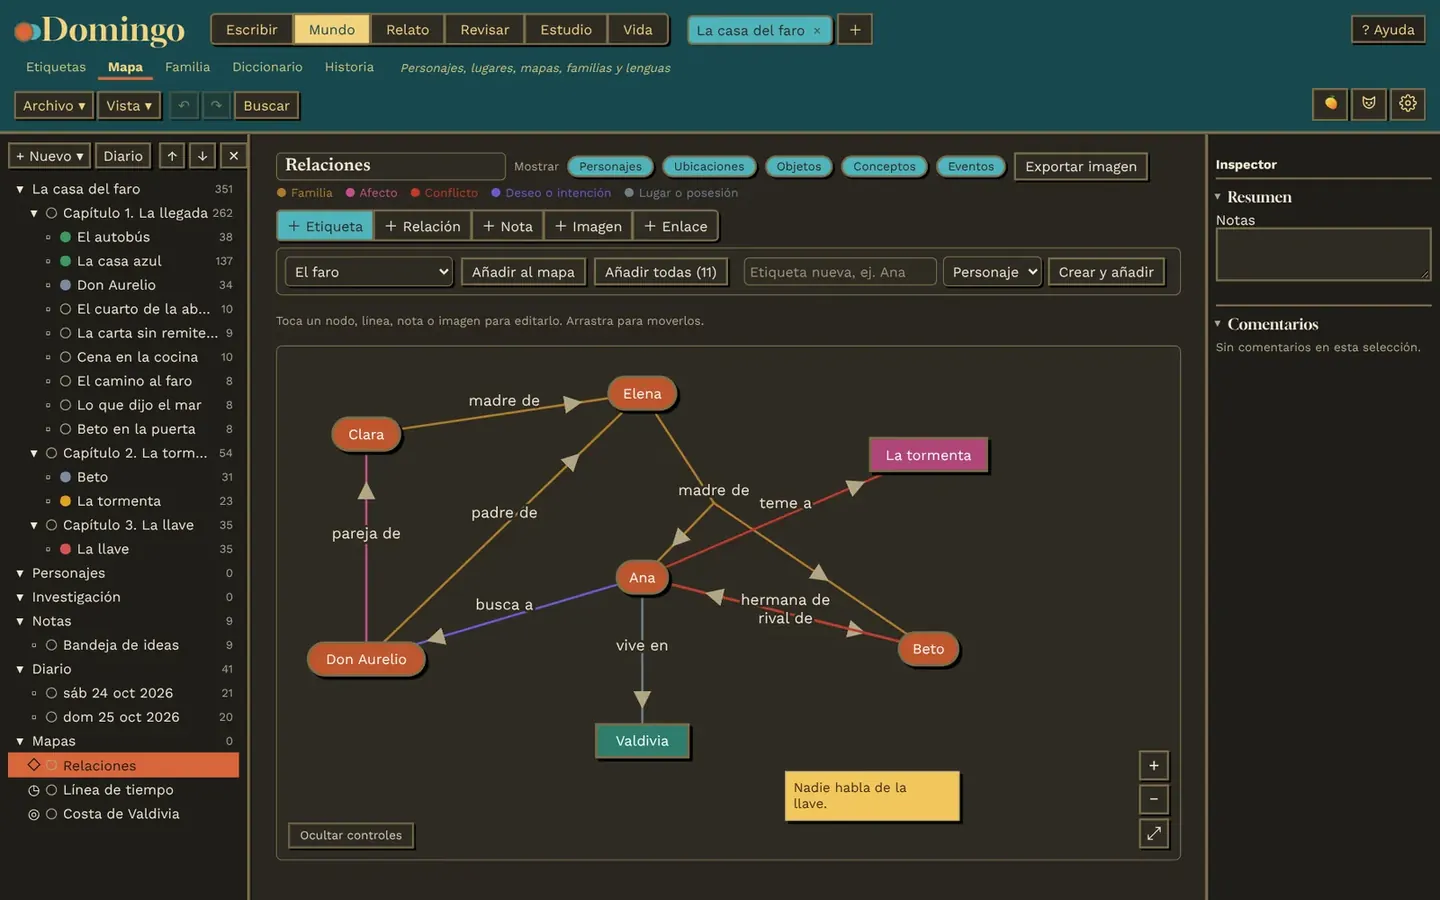 Domingo
Escribir Mundo Relato Revisar Estudio Vida
La casa del faro × +
? Ayuda
Etiquetas Mapa Familia Diccionario Historia Personajes, lugares, mapas, familias y lenguas
Archivo ▾ Vista ▾ ↶ ↷ Buscar
+ Nuevo ▾ Diario ↑ ↓ ✕
La casa del faro 351
Capítulo 1. La llegada 262
El autobús 38
La casa azul 137
Don Aurelio 34
El cuarto de la ab... 10
La carta sin remite... 9
Cena en la cocina 10
El camino al faro 8
Lo que dijo el mar 8
Beto en la puerta 8
Capítulo 2. La torm... 54
Beto 31
La tormenta 23
Capítulo 3. La llave 35
La llave 35
Personajes 0
Investigación 0
Notas 9
Bandeja de ideas 9
Diario 41
sáb 24 oct 2026 21
dom 25 oct 2026 20
Mapas 0
Relaciones
Línea de tiempo
Costa de Valdivia
Relaciones Mostrar Personajes Ubicaciones Objetos Conceptos Eventos Exportar imagen
Familia Afecto Conflicto Deseo o intención Lugar o posesión
+ Etiqueta + Relación + Nota + Imagen + Enlace
El faro Añadir al mapa Añadir todas (11) Etiqueta nueva, ej. Ana Personaje Crear y añadir
Toca un nodo, línea, nota o imagen para editarlo. Arrastra para moverlos.
Elena
madre de
Clara
La tormenta
madre de
teme a
padre de
pareja de
Ana
busca a
hermana de
rival de
vive en
Don Aurelio
Beto
Valdivia
Nadie habla de la
llave.
+
−
Ocultar controles
Inspector
Resumen
Notas
Comentarios
Sin comentarios en esta selección.